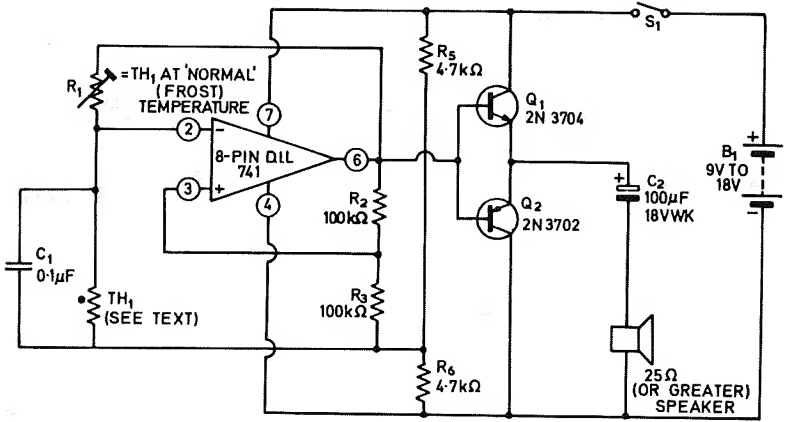 R5
4.7kΩ
S1
R1
= TH1 AT 'NORMAL'
(FROST)
TEMPERATURE
7
Q1
2N 3704
2
−
8-PIN D.I.L
741
6
3
+
4
+
B1
9V TO
18V
−
+
C2
100µF
18VWK
R2
100kΩ
Q2
2N 3702
C1
0·1µF
TH1
(SEE TEXT)
R3
100kΩ
R6
4.7kΩ
25Ω
(OR GREATER)
SPEAKER